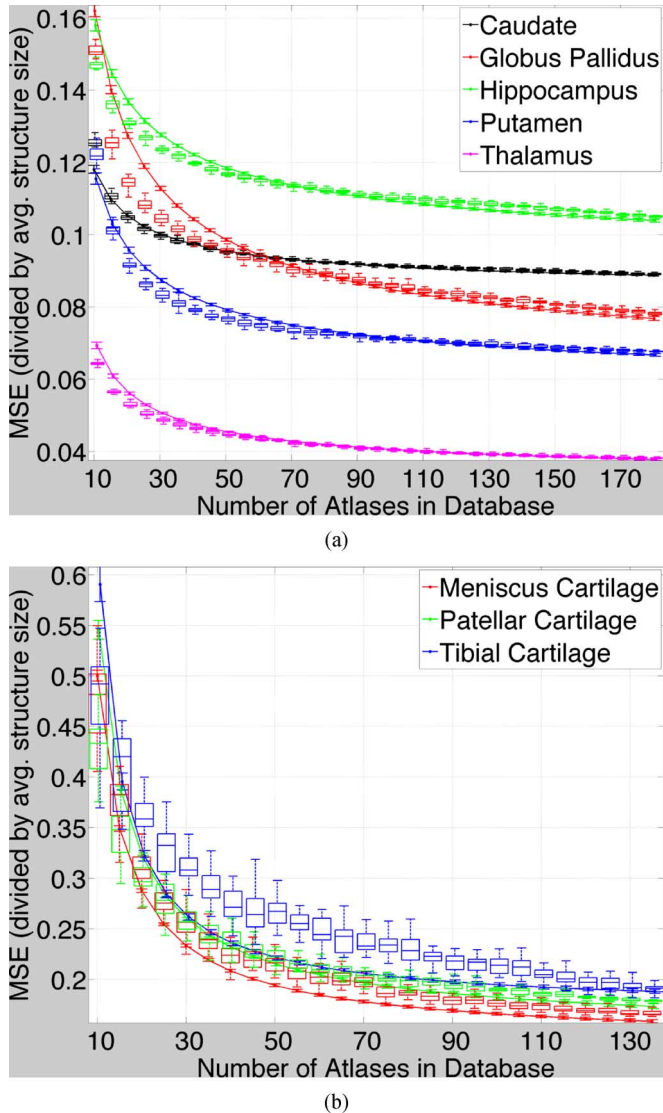 0.16
0.14
0.12
0.1
0.08
0.06
0.04
MSE (divided by avg. structure size)
Caudate
Globus Pallidus
Hippocampus
Putamen
Thalamus
10 30 50 70 90 110 130 150 170
Number of Atlases in Database
(a)
0.6
0.55
0.5
0.45
0.4
0.35
0.3
0.25
0.2
MSE (divided by avg. structure size)
Meniscus Cartilage
Patellar Cartilage
Tibial Cartilage
10 30 50 70 90 110 130
Number of Atlases in Database
(b)